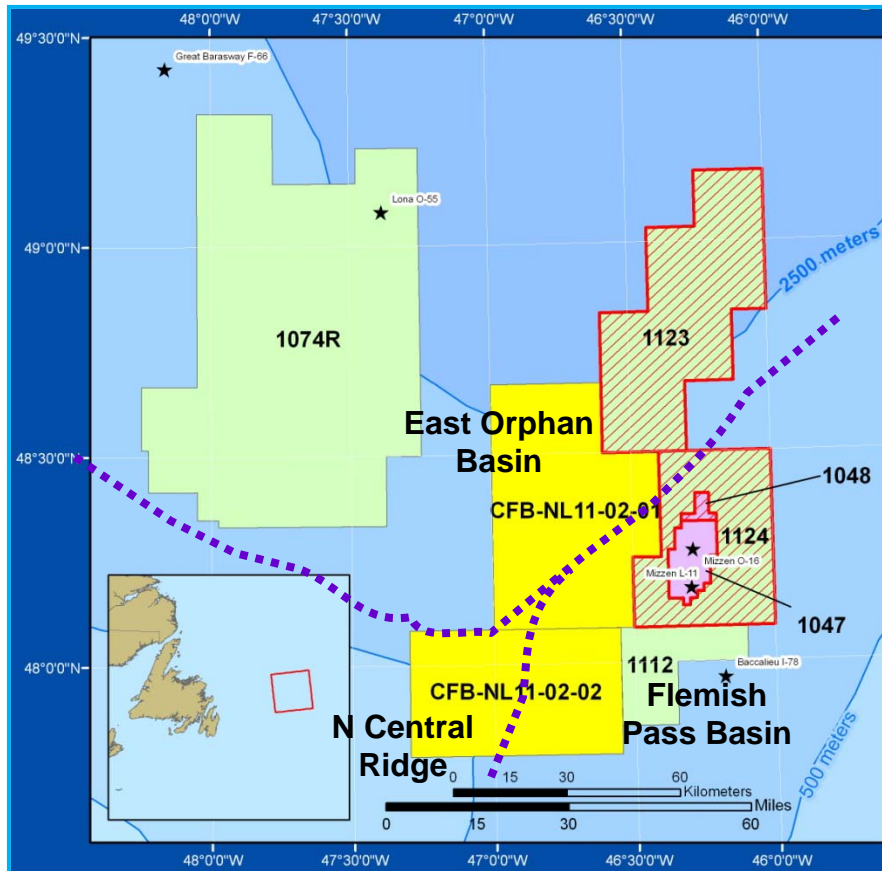 48°0'0"W 47°30'0"W 47°0'0"W 46°30'0"W 46°0'0"W
49°30'0"N
Great Barasway F-66
Lona O-55
49°0'0"N
2500 meters
1074R
1123
East Orphan
Basin
48°30'0"N
1048
CFB-NL11-02-01
1124
Mizzen O-16
Mizzen L-11
1047
48°0'0"N
1112
Baccalieu I-78
CFB-NL11-02-02
Flemish
Pass Basin
N Central
Ridge
500 meters
0 15 30 60
Kilometers
Miles
0 15 30 60
48°0'0"W 47°30'0"W 47°0'0"W 46°30'0"W 46°0'0"W